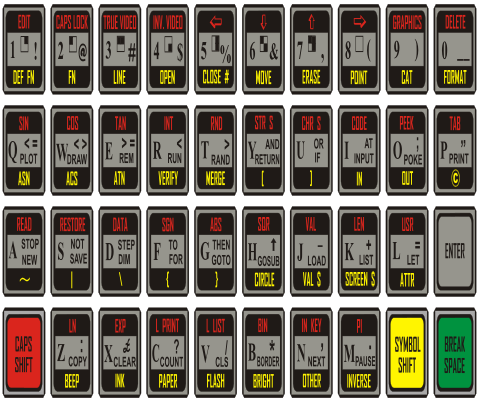 EDIT CAPS LOCK TRUE VIDEO INV. VIDEO ⇦ ⇩ ⇧ ⇨ GRAPHICS DELETE
1 ! 2 @ 3 # 4 $ 5 % 6 & 7 ' 8 ( 9 ) 0 _
DEF FN FN LINE OPEN CLOSE # MOVE ERASE POINT CAT FORMAT
SIN COS TAN INT RND STR $ CHR $ CODE PEEK TAB
Q <= PLOT W <> DRAW E >= REM R < RUN T > RAND Y AND RETURN U OR IF I AT INPUT O ; POKE P " PRINT
ASN ACS ATN VERIFY MERGE [ ] IN OUT ©
READ RESTORE DATA SGN ABS SQR VAL LEN USR
A STOP NEW S NOT SAVE D STEP DIM F TO FOR G THEN GOTO H ↑ GOSUB J − LOAD K + LIST L = LET ENTER
~ | \ { } CIRCLE VAL $ SCREEN $ ATTR
LN EXP L PRINT L LIST BIN IN KEY PI
CAPS SHIFT Z : COPY X £ CLEAR C ? COUNT V / CLS B * BORDER N , NEXT M . PAUSE SYMBOL SHIFT BREAK SPACE
BEEP INK PAPER FLASH BRIGHT OTHER INVERSE